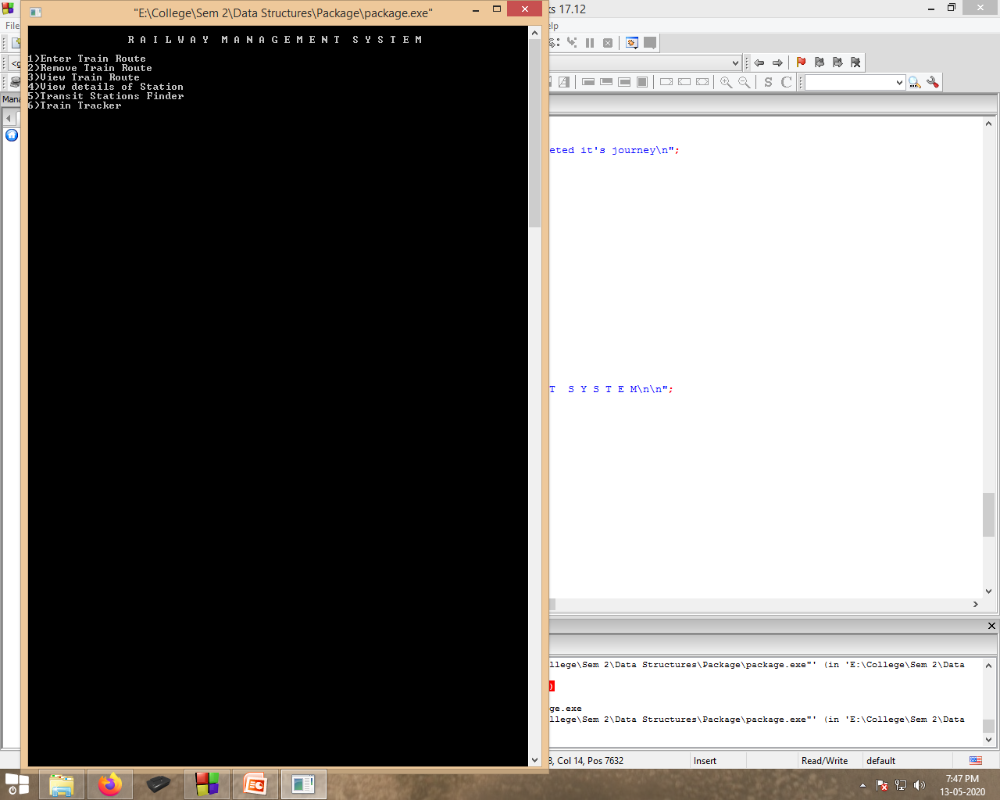 "E:\College\Sem 2\Data Structures\Package\package.exe"
ks 17.12
File
elp
R A I L W A Y   M A N A G E M E N T   S Y S T E M
1)Enter Train Route
2)Remove Train Route
3)View Train Route
4)View details of Station
5)Transit Stations Finder
6)Train Tracker
<g
S C
Mana
eted it's journey\n";
T  S Y S T E M\n\n";
llege\Sem 2\Data Structures\Package\package.exe"' (in 'E:\College\Sem 2\Data
)
ge.exe
llege\Sem 2\Data Structures\Package\package.exe"' (in 'E:\College\Sem 2\Data
, Col 14, Pos 7632
Insert
Read/Write
default
7:47 PM
13-05-2020